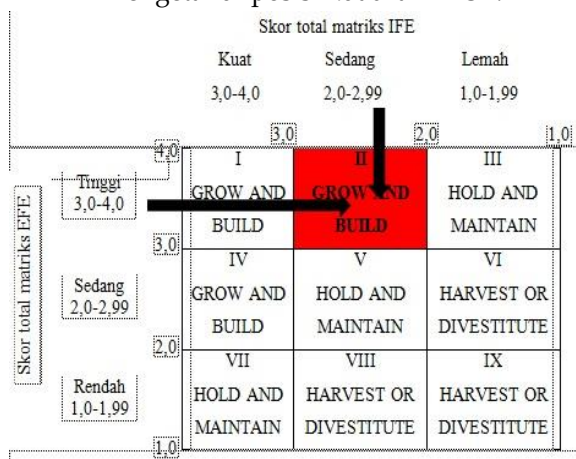 Skor total matriks IFE
Kuat Sedang Lemah
3,0-4,0 2,0-2,99 1,0-1,99
3,0 2,0 1,0
4,0
Tinggi
3,0-4,0
I II III
GROW AND GROW AND HOLD AND
BUILD BUILD MAINTAIN
3,0
Skor total matriks EFE
Sedang
2,0-2,99
IV V VI
GROW AND HOLD AND HARVEST OR
BUILD MAINTAIN DIVESTITUTE
2,0
Rendah
1,0-1,99
VII VIII IX
HOLD AND HARVEST OR HARVEST OR
MAINTAIN DIVESTITUTE DIVESTITUTE
1,0